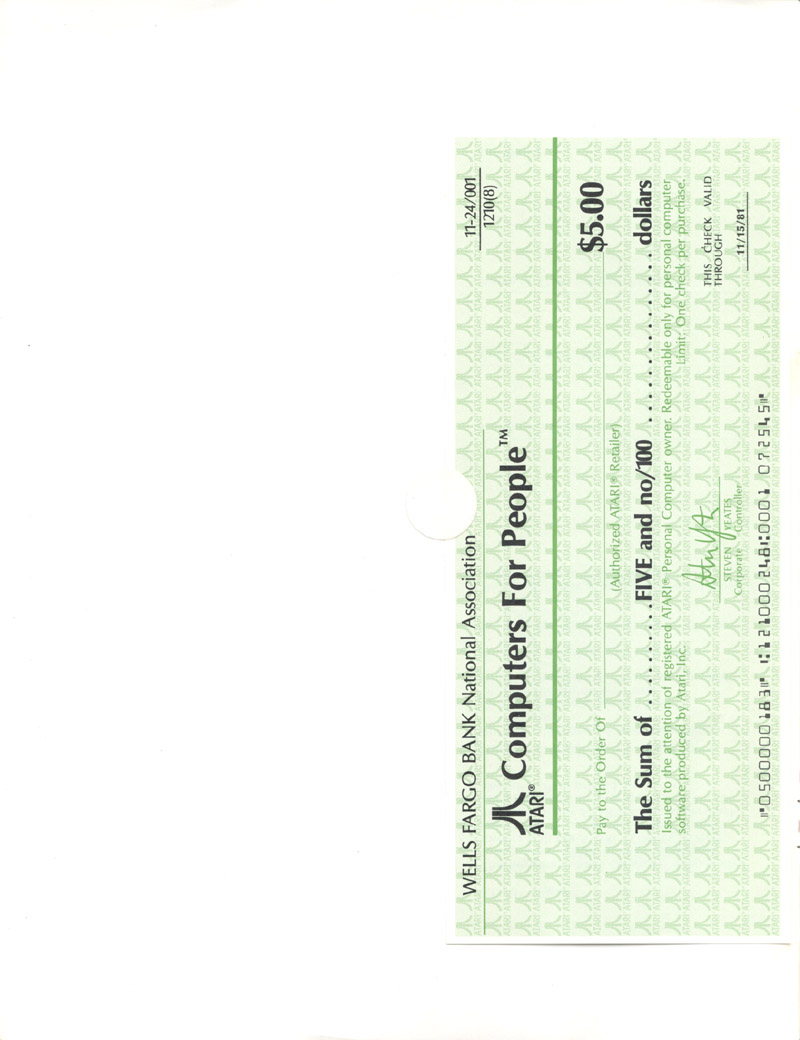 WELLS FARGO BANK National Association
11-24/001
1210(8)
ATARI® Computers For People™
Pay to the Order Of
$5.00
(Authorized ATARI® Retailer)
The Sum of .........FIVE and no/100 ............... dollars
Issued to the attention of registered ATARI® Personal Computer owner. Redeemable only for personal computer
software produced by Atari, Inc.
Limit: One check per purchase.
THIS CHECK VALID
THROUGH
11/15/81
STEVEN YEATES
Corporate Controller
⑈0500000183⑈ ⑆121000248⑆0001 072545⑈